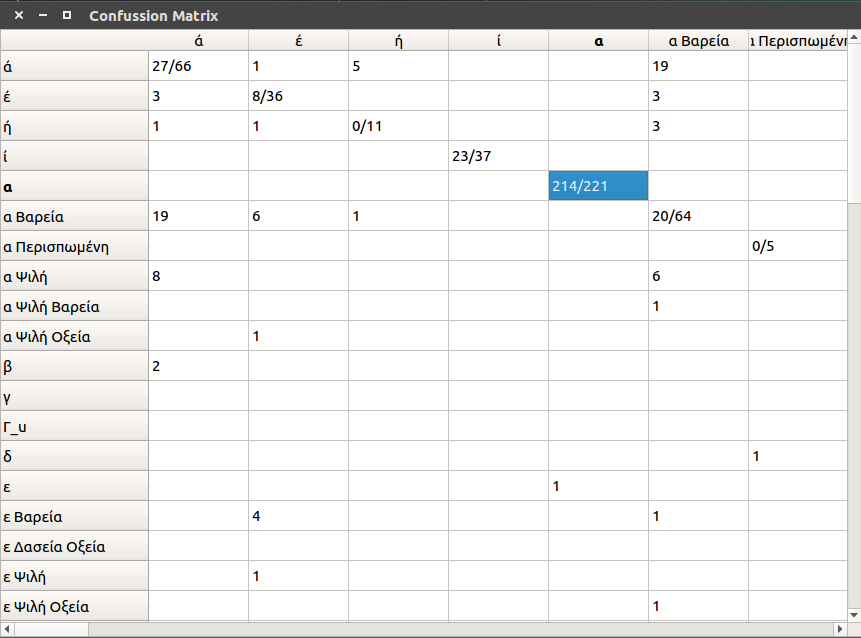 Confussion Matrix
ά έ ή ί α α Βαρεία α Περισπωμένη
ά 27/66 1 5 19
έ 3 8/36 3
ή 1 1 0/11 3
ί 23/37
α 214/221
α Βαρεία 19 6 1 20/64
α Περισπωμένη 0/5
α Ψιλή 8 6
α Ψιλή Βαρεία 1
α Ψιλή Οξεία 1
β 2
γ
Γ_u
δ 1
ε 1
ε Βαρεία 4 1
ε Δασεία Οξεία
ε Ψιλή 1
ε Ψιλή Οξεία 1